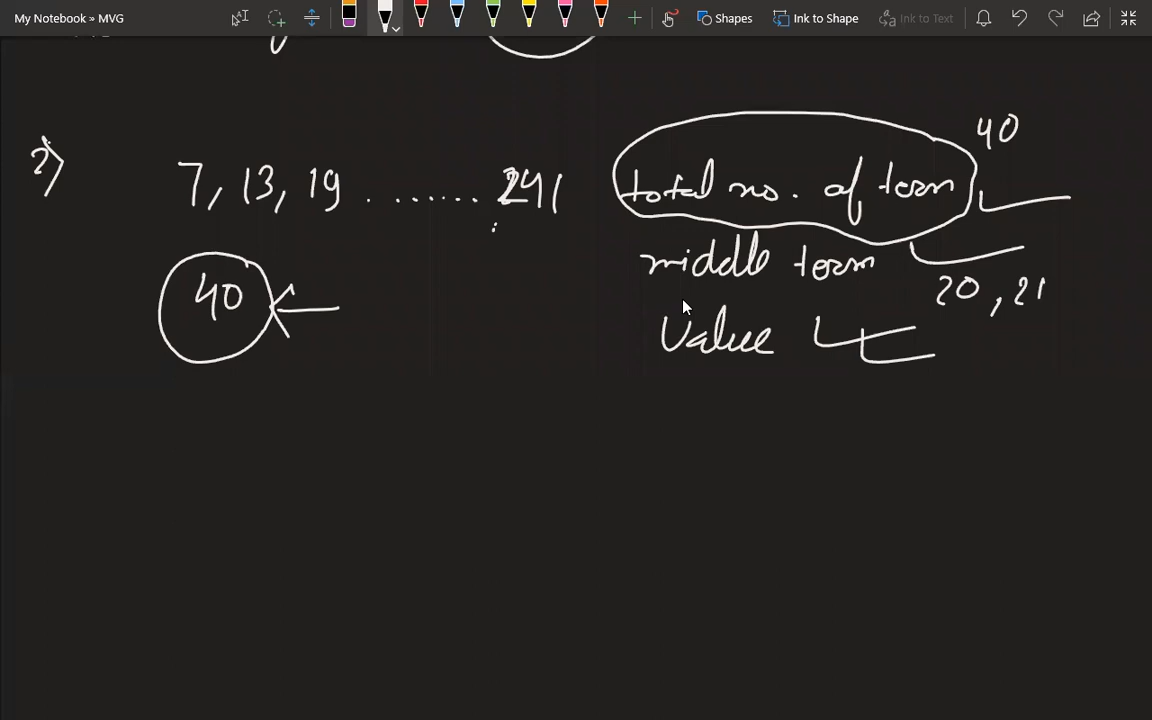 My Notebook » MVG
Shapes
Ink to Shape
Ink to Text
40
2)
7, 13, 19 ....... 241
total no. of term
middle term
20, 21
40
Value